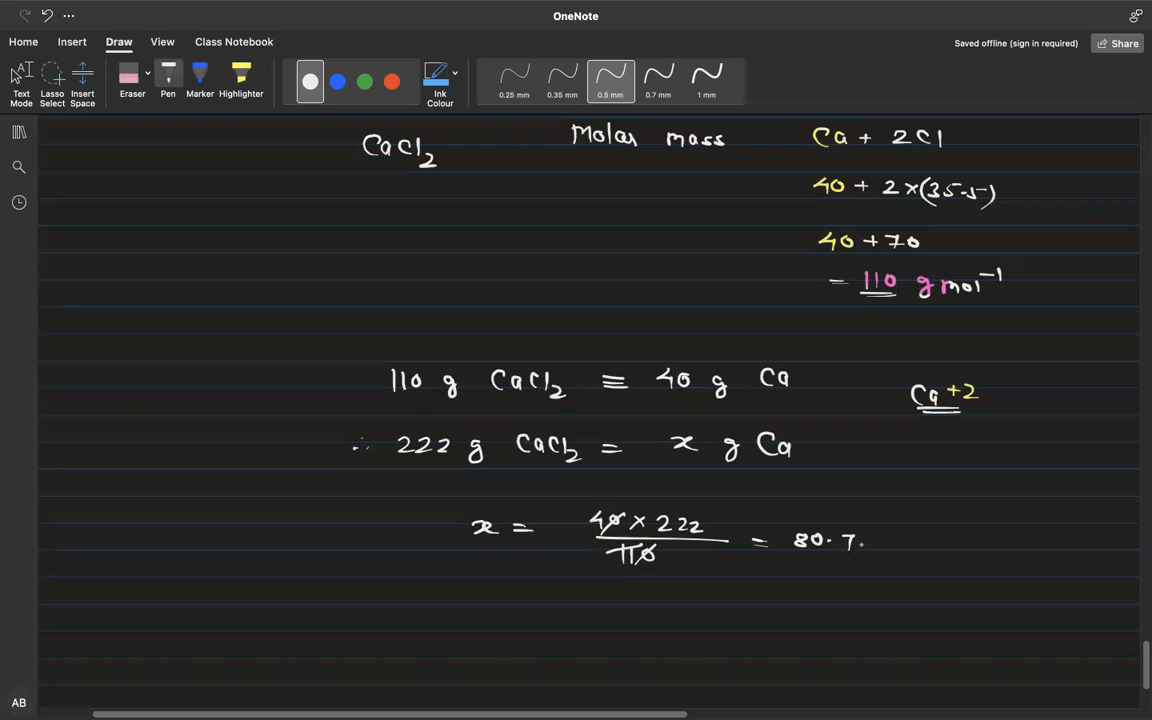 OneNote
Home Insert Draw View Class Notebook Saved offline (sign in required) Share
Text Mode Lasso Select Insert Space Eraser Pen Marker Highlighter Ink Colour 0.25 mm 0.35 mm 0.5 mm 0.7 mm 1 mm
CaCl₂ Molar mass Ca + 2Cl
40 + 2×(35.5)
40 + 70
= 110 g mol⁻¹
110 g CaCl₂ ≡ 40 g Ca Ca +2
∴ 222 g CaCl₂ = x g Ca
x = 40 × 222 / 110 = 80.7.
AB